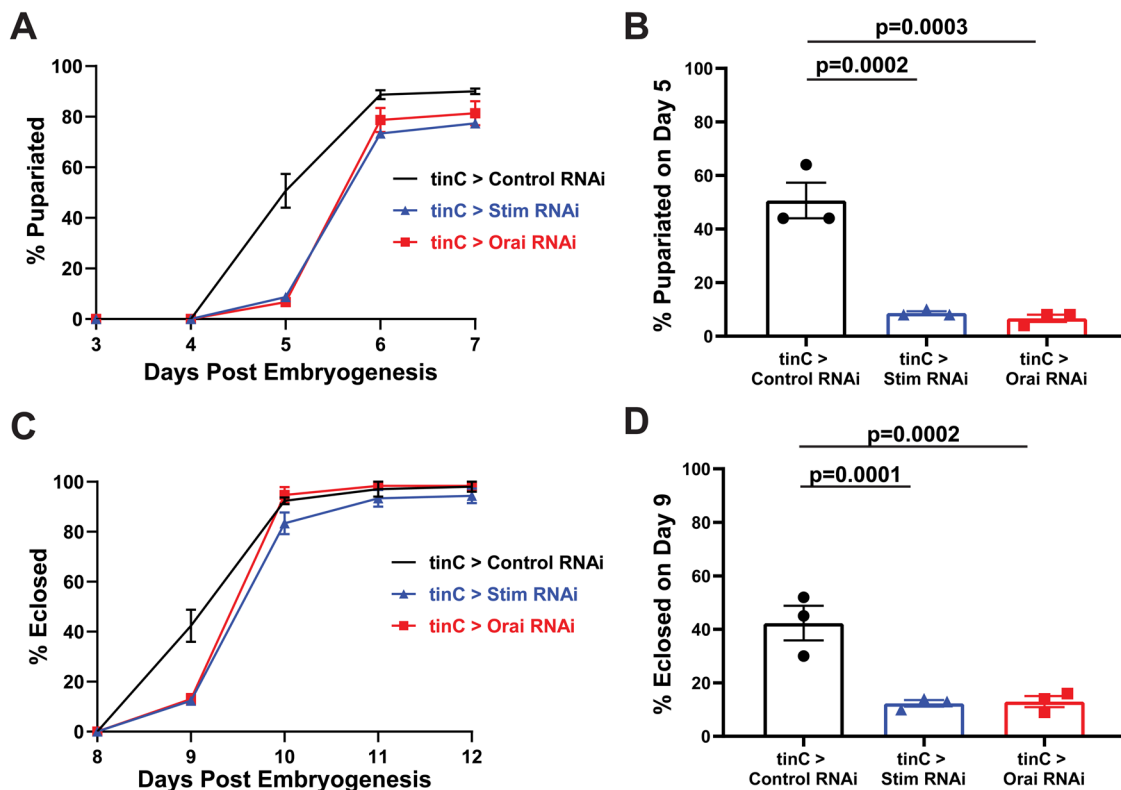 A
% Pupariated
100
80
60
40
20
0
3
4
5
6
7
Days Post Embryogenesis
tinC > Control RNAi
tinC > Stim RNAi
tinC > Orai RNAi
B
% Pupariated on Day 5
p=0.0003
p=0.0002
100
80
60
40
20
0
tinC >
Control RNAi
tinC >
Stim RNAi
tinC >
Orai RNAi
C
% Eclosed
100
80
60
40
20
0
8
9
10
11
12
Days Post Embryogenesis
tinC > Control RNAi
tinC > Stim RNAi
tinC > Orai RNAi
D
% Eclosed on Day 9
p=0.0002
p=0.0001
100
80
60
40
20
0
tinC >
Control RNAi
tinC >
Stim RNAi
tinC >
Orai RNAi